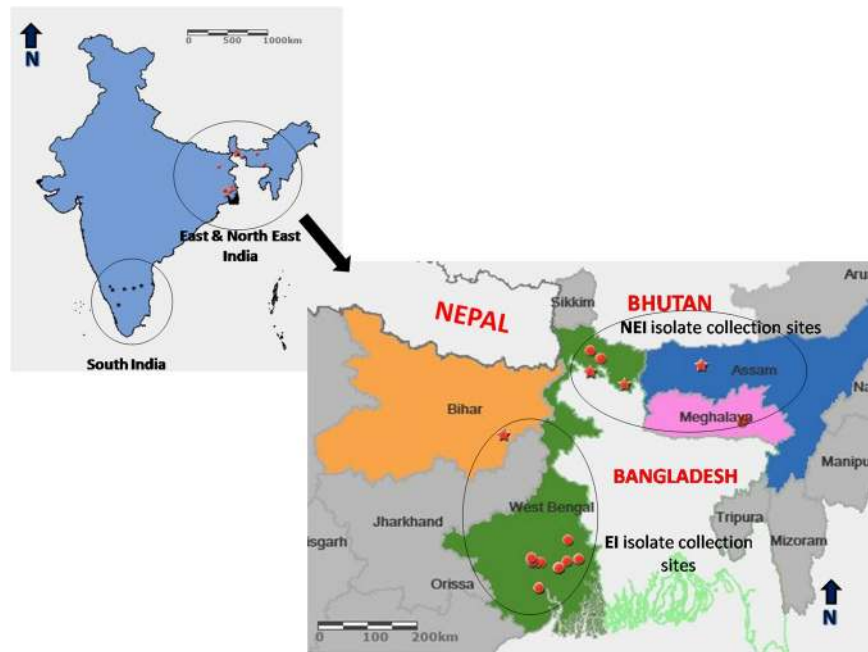 0 500 1000km
N
East & North East
India
South India
Sikkim
BHUTAN
Aru
NEPAL
NEI isolate collection sites
Assam
Na
Bihar
Meghalaya
BANGLADESH
Manipu
West Bengal
Jharkhand
Tripura
Mizoram
isgarh
EI isolate collection
sites
Orissa
N
0 100 200km